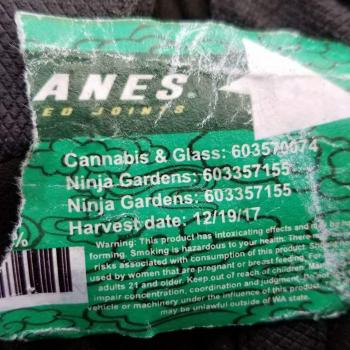 ANES
ED JOINTS
Cannabis & Glass: 603570074
Ninja Gardens: 603357155
Ninja Gardens: 603357155
Harvest date: 12/19/17
%
Warning: This product has intoxicating effects and may be
forming. Smoking is hazardous to your health. There
risks associated with consumption of this product.
used by women that are pregnant or breast feeding. For
adults 21 and older. Keep out of reach of children.
impair concentration, coordination and judgment. Do not
vehicle or machinery under the influence of this product
may be unlawful outside of WA state.